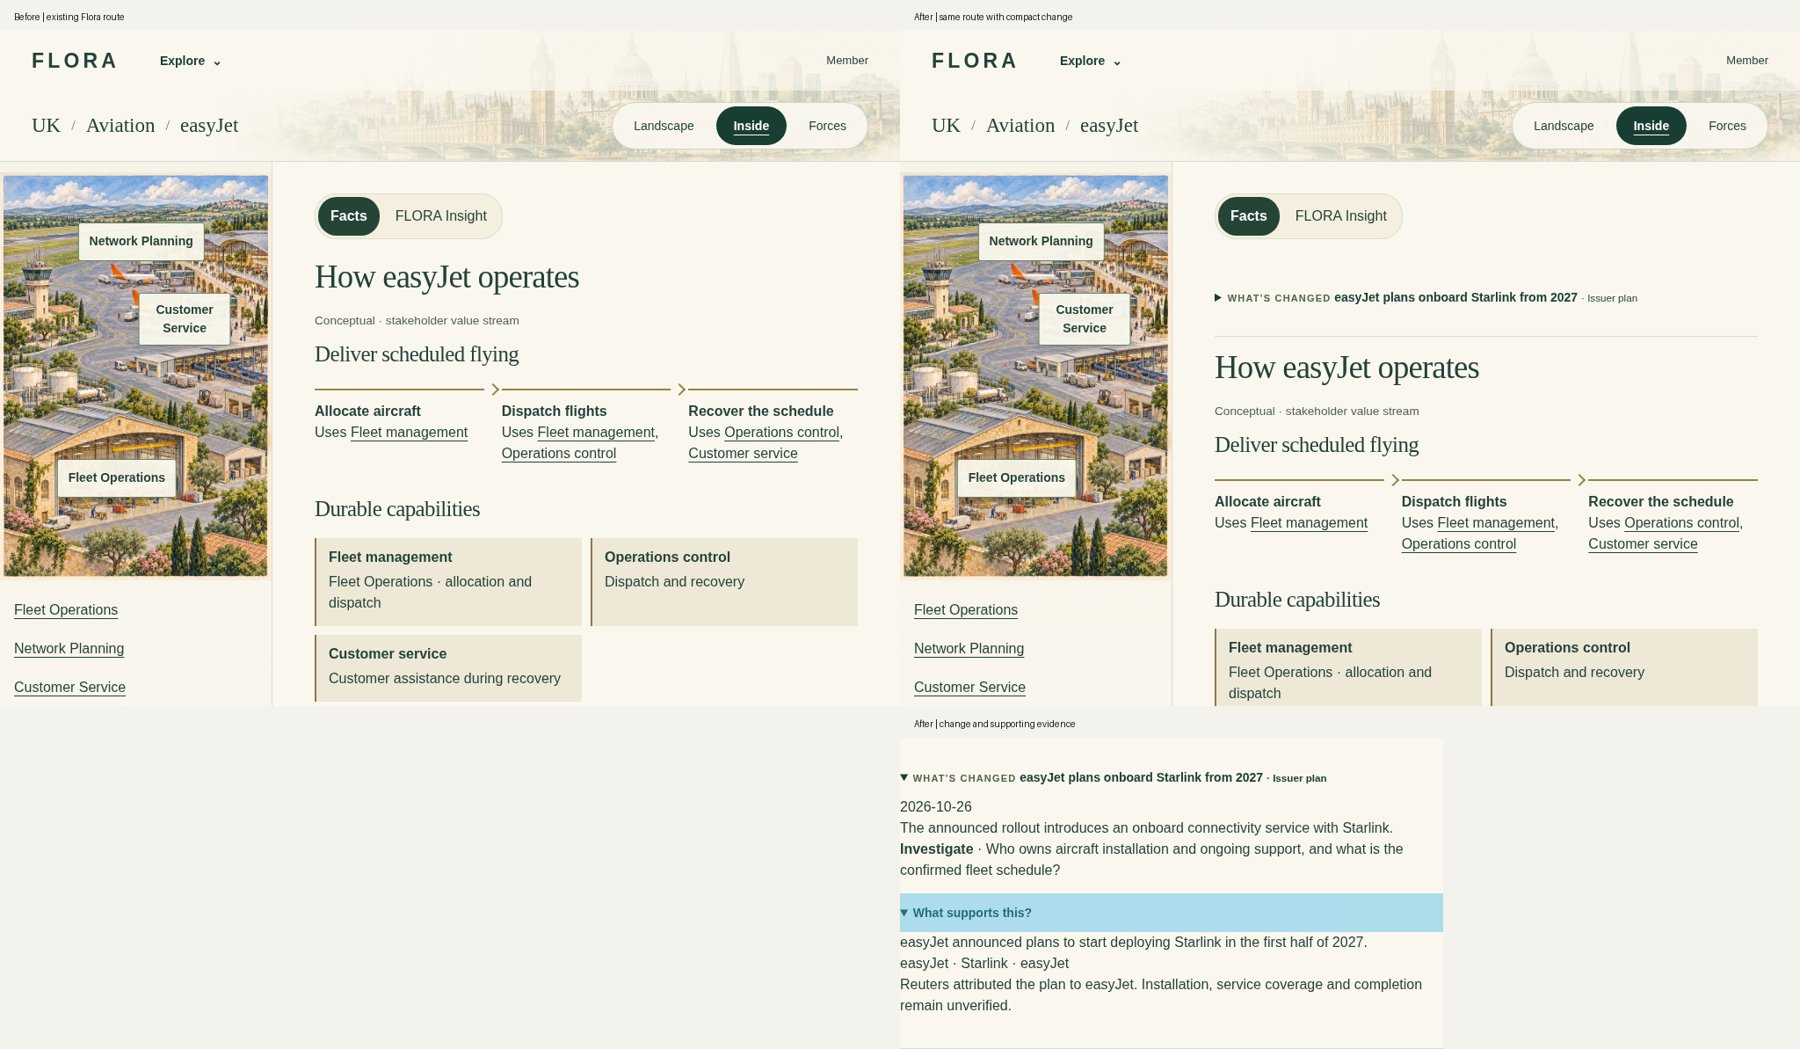 Before | existing Flora route
FLORA
Explore
Member
UK / Aviation / easyJet
Landscape
Inside
Forces
Network Planning
Customer
Service
Fleet Operations
Fleet Operations
Network Planning
Customer Service
Facts
FLORA Insight
How easyJet operates
Conceptual · stakeholder value stream
Deliver scheduled flying
Allocate aircraft
Uses Fleet management
Dispatch flights
Uses Fleet management,
Operations control
Recover the schedule
Uses Operations control,
Customer service
Durable capabilities
Fleet management
Fleet Operations · allocation and
dispatch
Operations control
Dispatch and recovery
Customer service
Customer assistance during recovery
After | same route with compact change
FLORA
Explore
Member
UK / Aviation / easyJet
Landscape
Inside
Forces
Network Planning
Customer
Service
Fleet Operations
Fleet Operations
Network Planning
Customer Service
Facts
FLORA Insight
WHAT'S CHANGED easyJet plans onboard Starlink from 2027 · Issuer plan
How easyJet operates
Conceptual · stakeholder value stream
Deliver scheduled flying
Allocate aircraft
Uses Fleet management
Dispatch flights
Uses Fleet management,
Operations control
Recover the schedule
Uses Operations control,
Customer service
Durable capabilities
Fleet management
Fleet Operations · allocation and
dispatch
Operations control
Dispatch and recovery
After | change and supporting evidence
WHAT'S CHANGED easyJet plans onboard Starlink from 2027 · Issuer plan
2026-10-26
The announced rollout introduces an onboard connectivity service with Starlink.
Investigate · Who owns aircraft installation and ongoing support, and what is the
confirmed fleet schedule?
What supports this?
easyJet announced plans to start deploying Starlink in the first half of 2027.
easyJet · Starlink · easyJet
Reuters attributed the plan to easyJet. Installation, service coverage and completion
remain unverified.